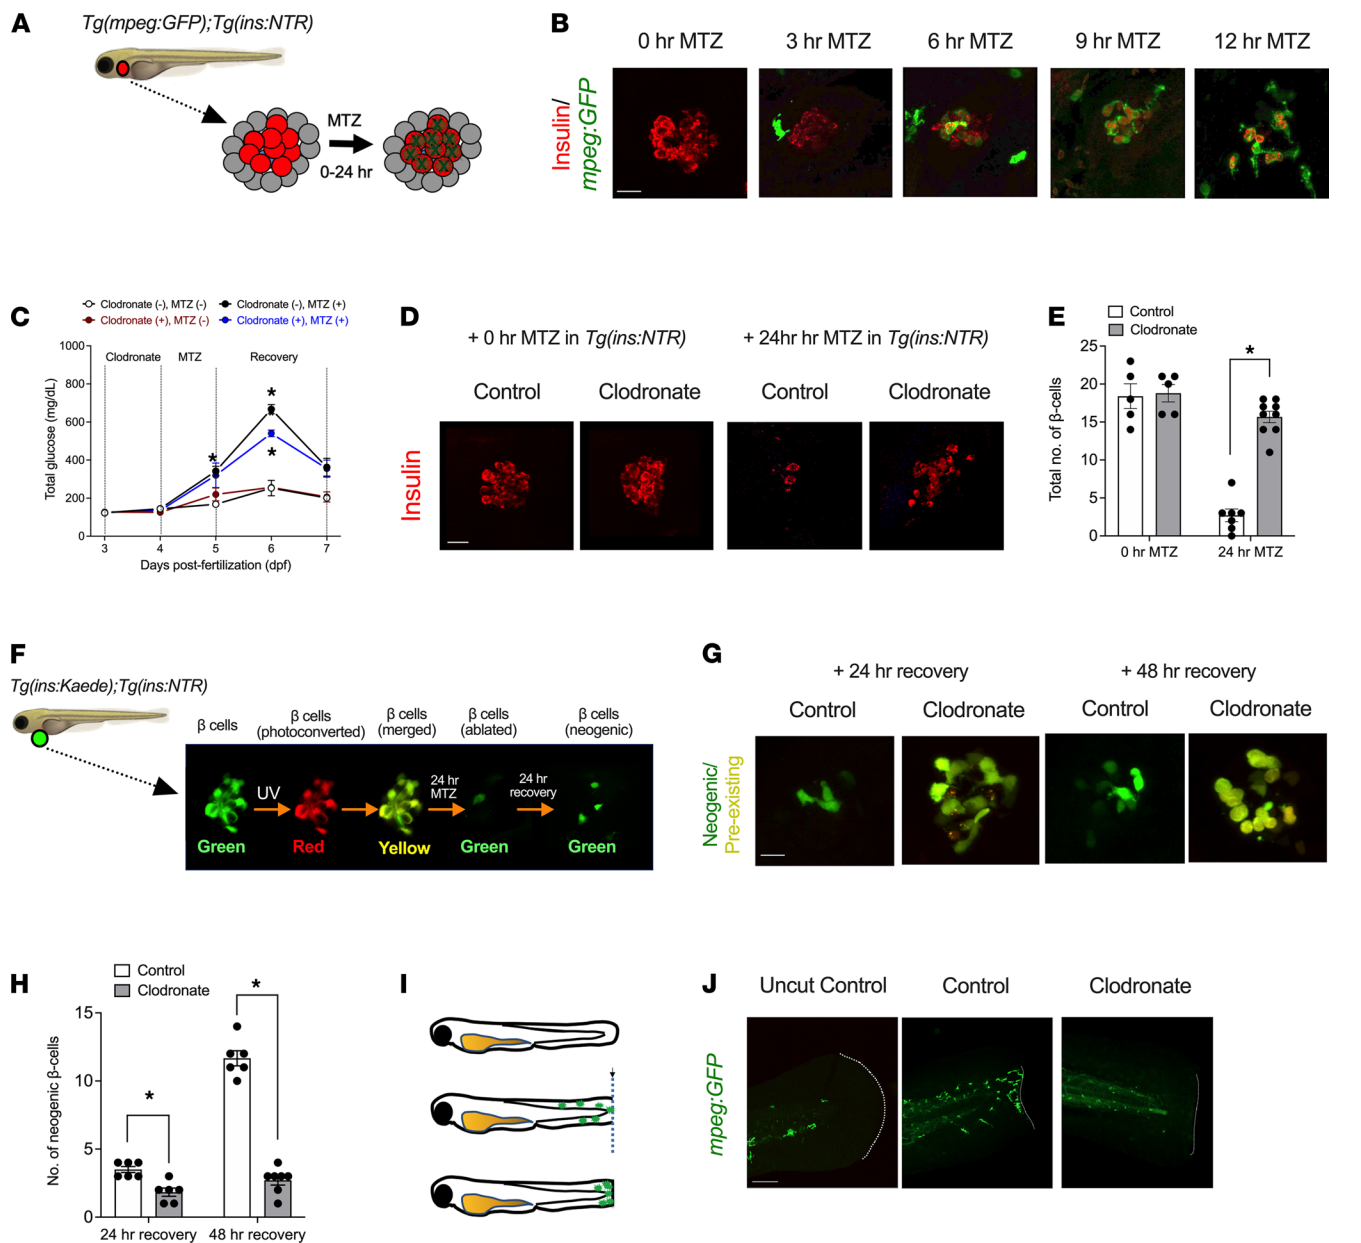 A
Tg(mpeg:GFP);Tg(ins:NTR)
MTZ
0-24 hr
B
0 hr MTZ
3 hr MTZ
6 hr MTZ
9 hr MTZ
12 hr MTZ
Insulin/
mpeg:GFP
C
Clodronate (-), MTZ (-)
Clodronate (-), MTZ (+)
Clodronate (+), MTZ (-)
Clodronate (+), MTZ (+)
1000
800
600
400
200
0
Total glucose (mg/dL)
Clodronate
MTZ
Recovery
*
*
*
3
4
5
6
7
Days post-fertilization (dpf)
D
+ 0 hr MTZ in Tg(ins:NTR)
+ 24hr hr MTZ in Tg(ins:NTR)
Control
Clodronate
Control
Clodronate
Insulin
E
Control
Clodronate
25
20
15
10
5
0
Total no. of β-cells
*
0 hr MTZ
24 hr MTZ
F
Tg(ins:Kaede);Tg(ins:NTR)
β cells
β cells
(photoconverted)
β cells
(merged)
β cells
(ablated)
β cells
(neogenic)
UV
24 hr
MTZ
24 hr
recovery
Green
Red
Yellow
Green
Green
G
+ 24 hr recovery
+ 48 hr recovery
Control
Clodronate
Control
Clodronate
Neogenic/
Pre-existing
H
Control
Clodronate
15
10
5
0
No. of neogenic β-cells
*
*
24 hr recovery
48 hr recovery
I
J
Uncut Control
Control
Clodronate
mpeg:GFP